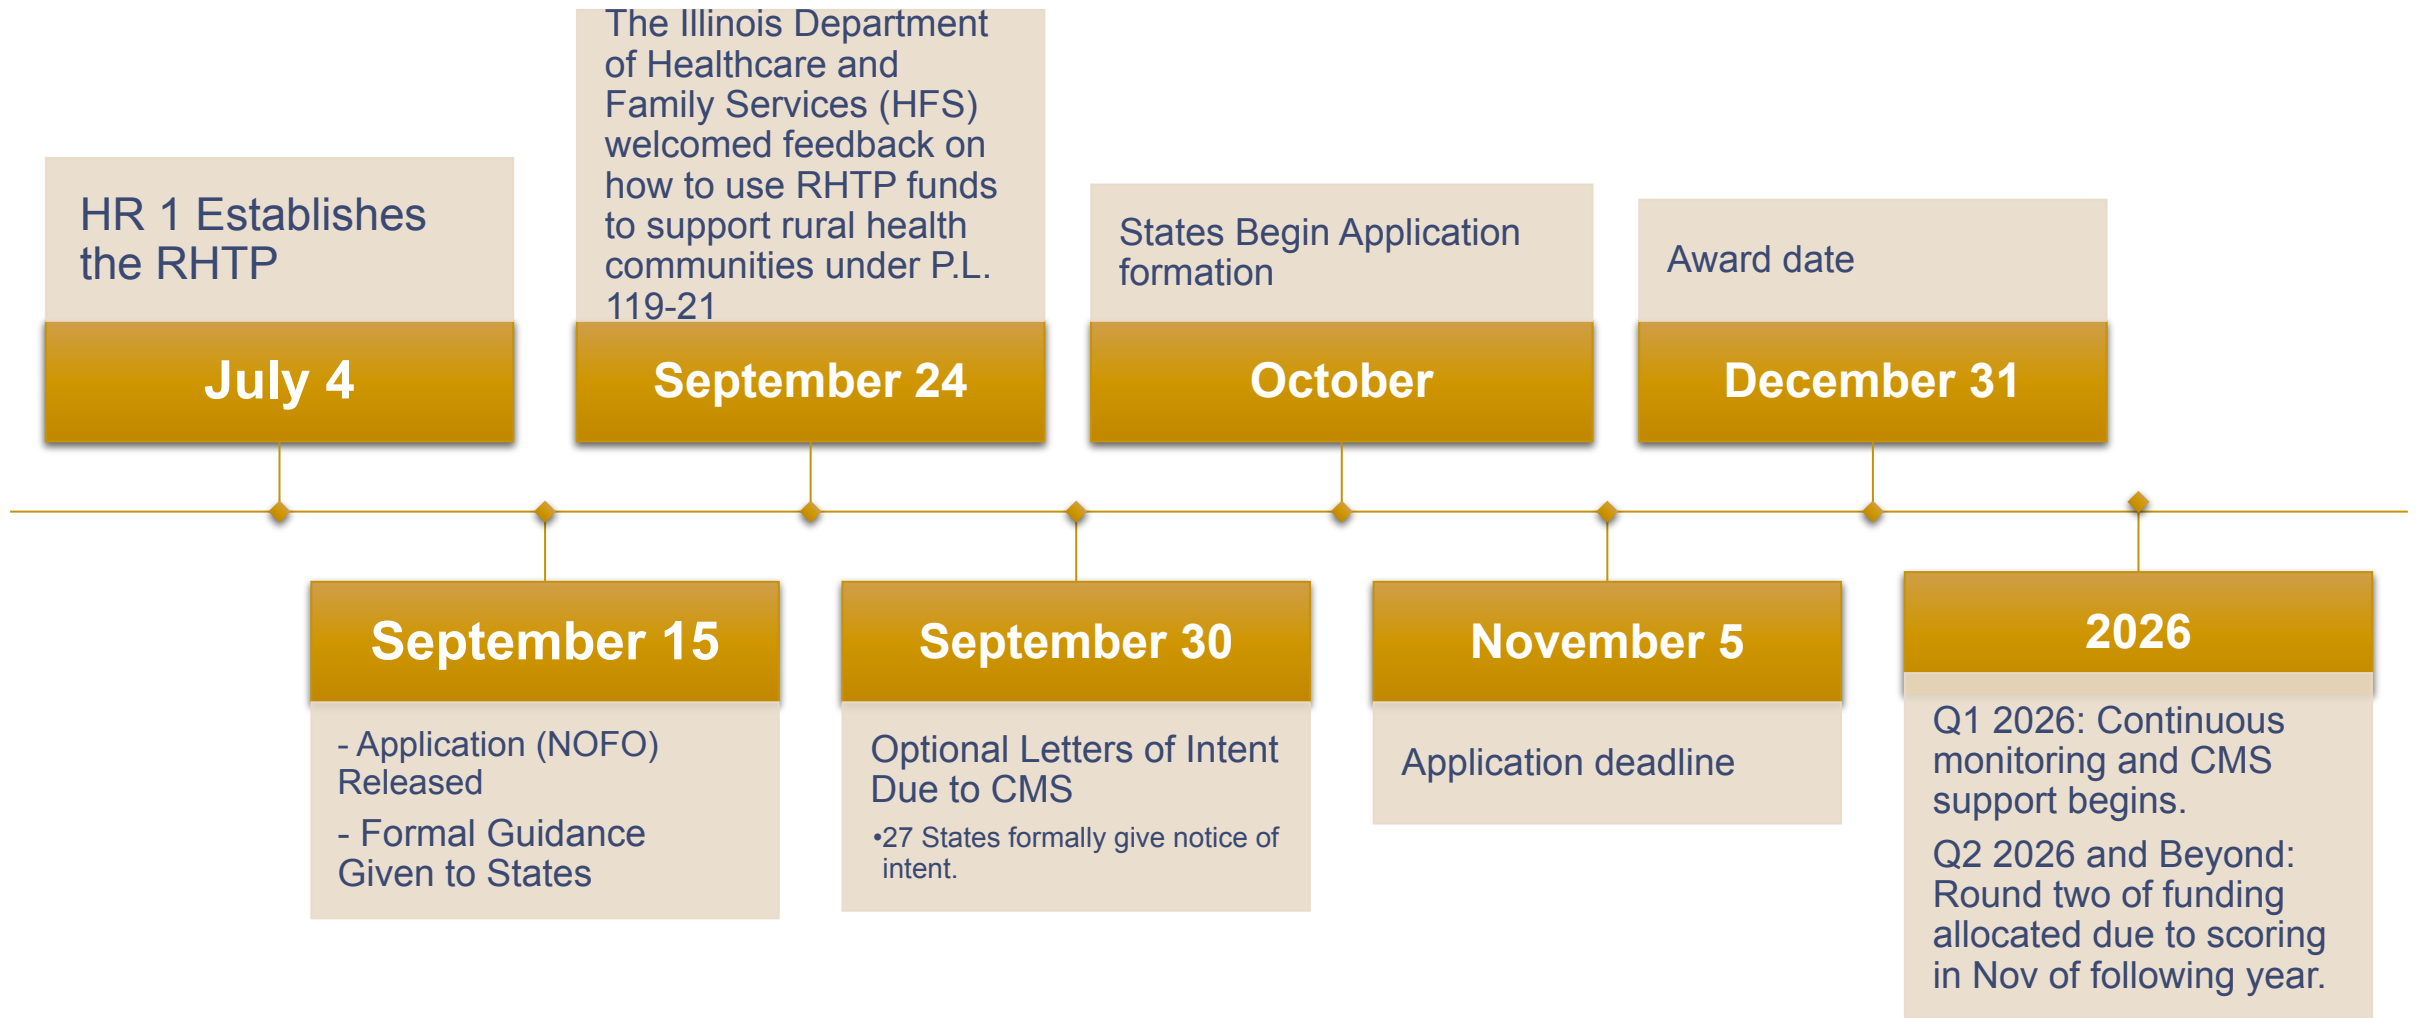 HR 1 Establishes
the RHTP
July 4
- Application (NOFO)
Released
- Formal Guidance
Given to States
September 15
The Illinois Department
of Healthcare and
Family Services (HFS)
welcomed feedback on
how to use RHTP funds
to support rural health
communities under P.L.
119-21
September 24
September 30
Optional Letters of Intent
Due to CMS
•27 States formally give notice of
intent.
States Begin Application
formation
October
November 5
Application deadline
Award date
December 31
2026
Q1 2026: Continuous
monitoring and CMS
support begins.
Q2 2026 and Beyond:
Round two of funding
allocated due to scoring
in Nov of following year.